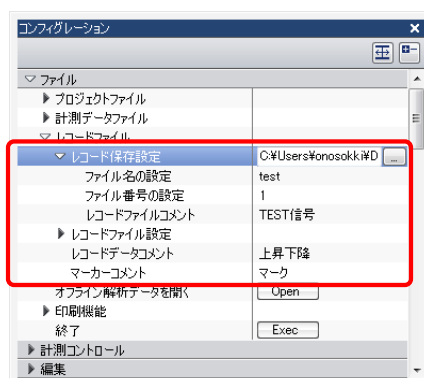 コンフィグレーション
ファイル
プロジェクトファイル
計測データファイル
レコードファイル
レコード保存設定 C:¥Users¥onosokki¥D ...
ファイル名の設定 test
ファイル番号の設定 1
レコードファイルコメント TEST信号
レコードファイル設定
レコードデータコメント 上昇下降
マーカーコメント マーク
オフライン解析データを開く Open
印刷機能
終了 Exec
計測コントロール
編集